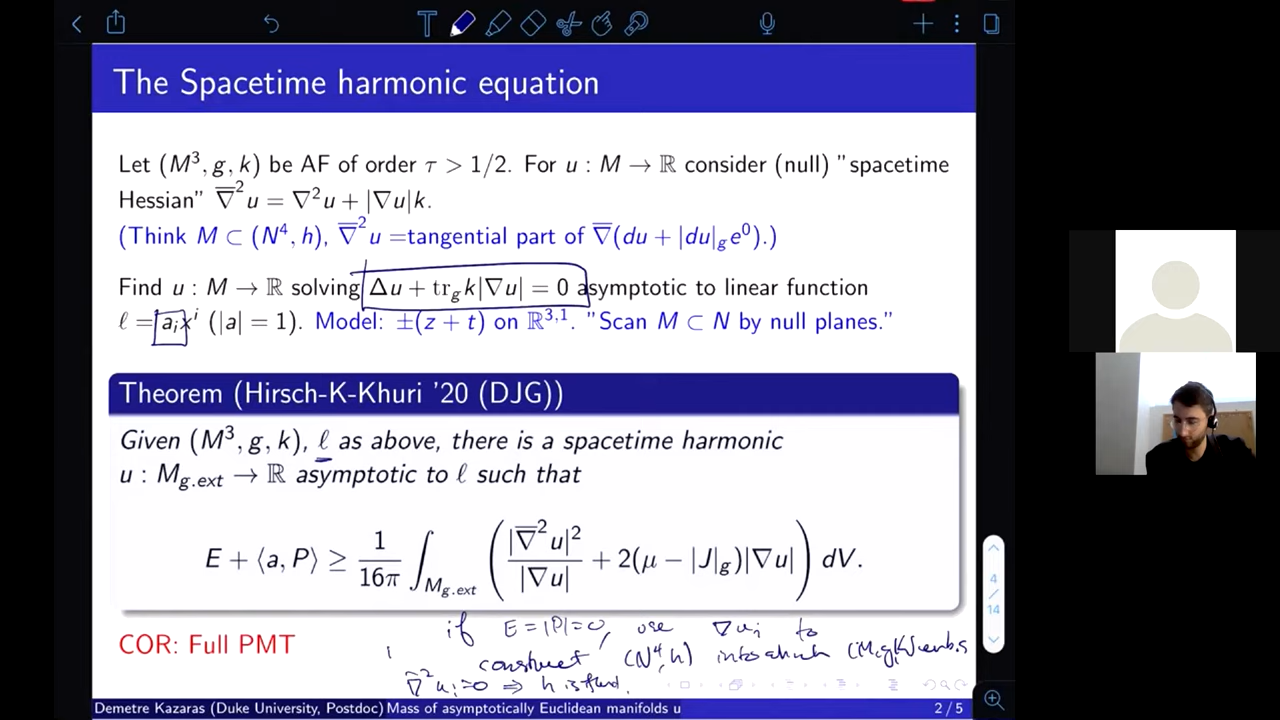 The Spacetime harmonic equation
Let (M³, g, k) be AF of order τ > 1/2. For u : M → ℝ consider (null) "spacetime
Hessian" ∇̅²u = ∇²u + |∇u|k.
(Think M ⊂ (N⁴, h), ∇̅²u =tangential part of ∇̅(du + |du|_g e⁰).)
Find u : M → ℝ solving Δu + tr_g k|∇u| = 0 asymptotic to linear function
ℓ = a_i x^i (|a| = 1). Model: ±(z + t) on ℝ^{3,1}. "Scan M ⊂ N by null planes."
Theorem (Hirsch-K-Khuri '20 (DJG))
Given (M³, g, k), ℓ as above, there is a spacetime harmonic
u : M_{g.ext} → ℝ asymptotic to ℓ such that
E + ⟨a, P⟩ ≥ 1/16π ∫_{M_{g.ext}} ( |∇̅²u|²/|∇u| + 2(μ − |J|_g)|∇u| ) dV.
COR: Full PMT
if E=|P|=0, use ∇u_i to
construct (N⁴,h) into which (M,g,k) embs
∇̅²u_i=0 ⇒ h is flat.
Demetre Kazaras (Duke University, Postdoc) Mass of asymptotically Euclidean manifolds u
2 / 5
4
/
14